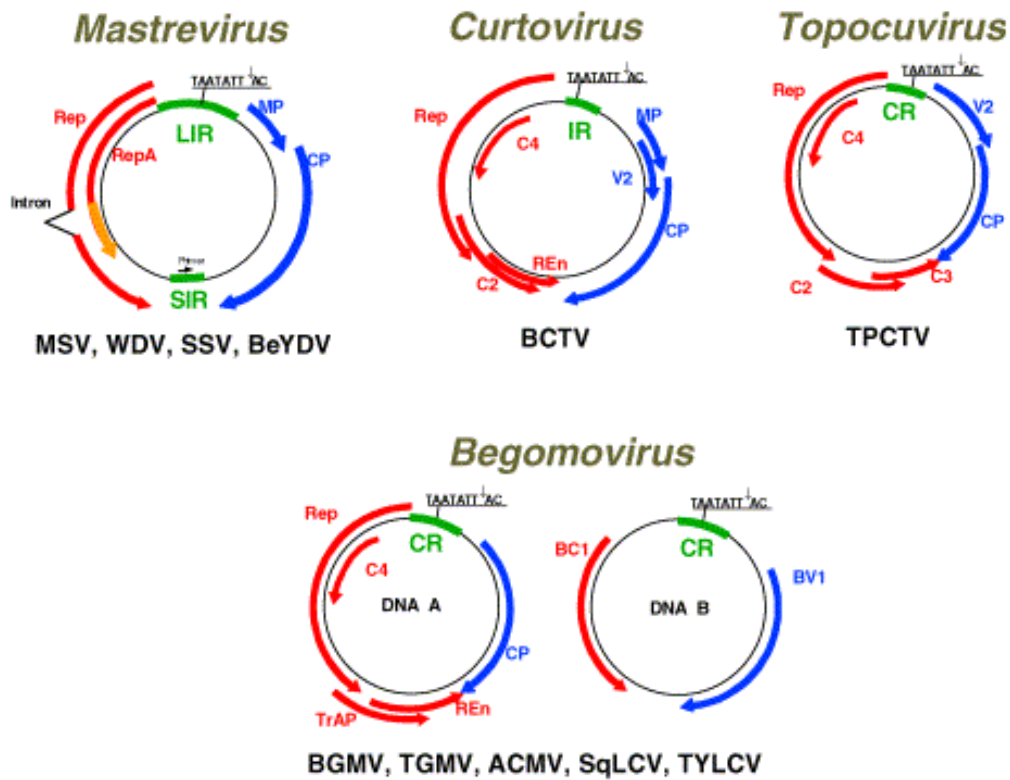 Mastrevirus
TAATATT↓AC
Rep
MP
LIR
RepA
CP
Intron
Primer
SIR
MSV, WDV, SSV, BeYDV
Curtovirus
TAATATT↓AC
Rep
MP
IR
C4
V2
CP
REn
C2
BCTV
Topocuvirus
TAATATT↓AC
Rep
V2
CR
C4
CP
C2
C3
TPCTV
Begomovirus
TAATATT↓AC
Rep
CR
C4
DNA A
CP
TrAP
REn
TAATATT↓AC
BC1
CR
BV1
DNA B
BGMV, TGMV, ACMV, SqLCV, TYLCV